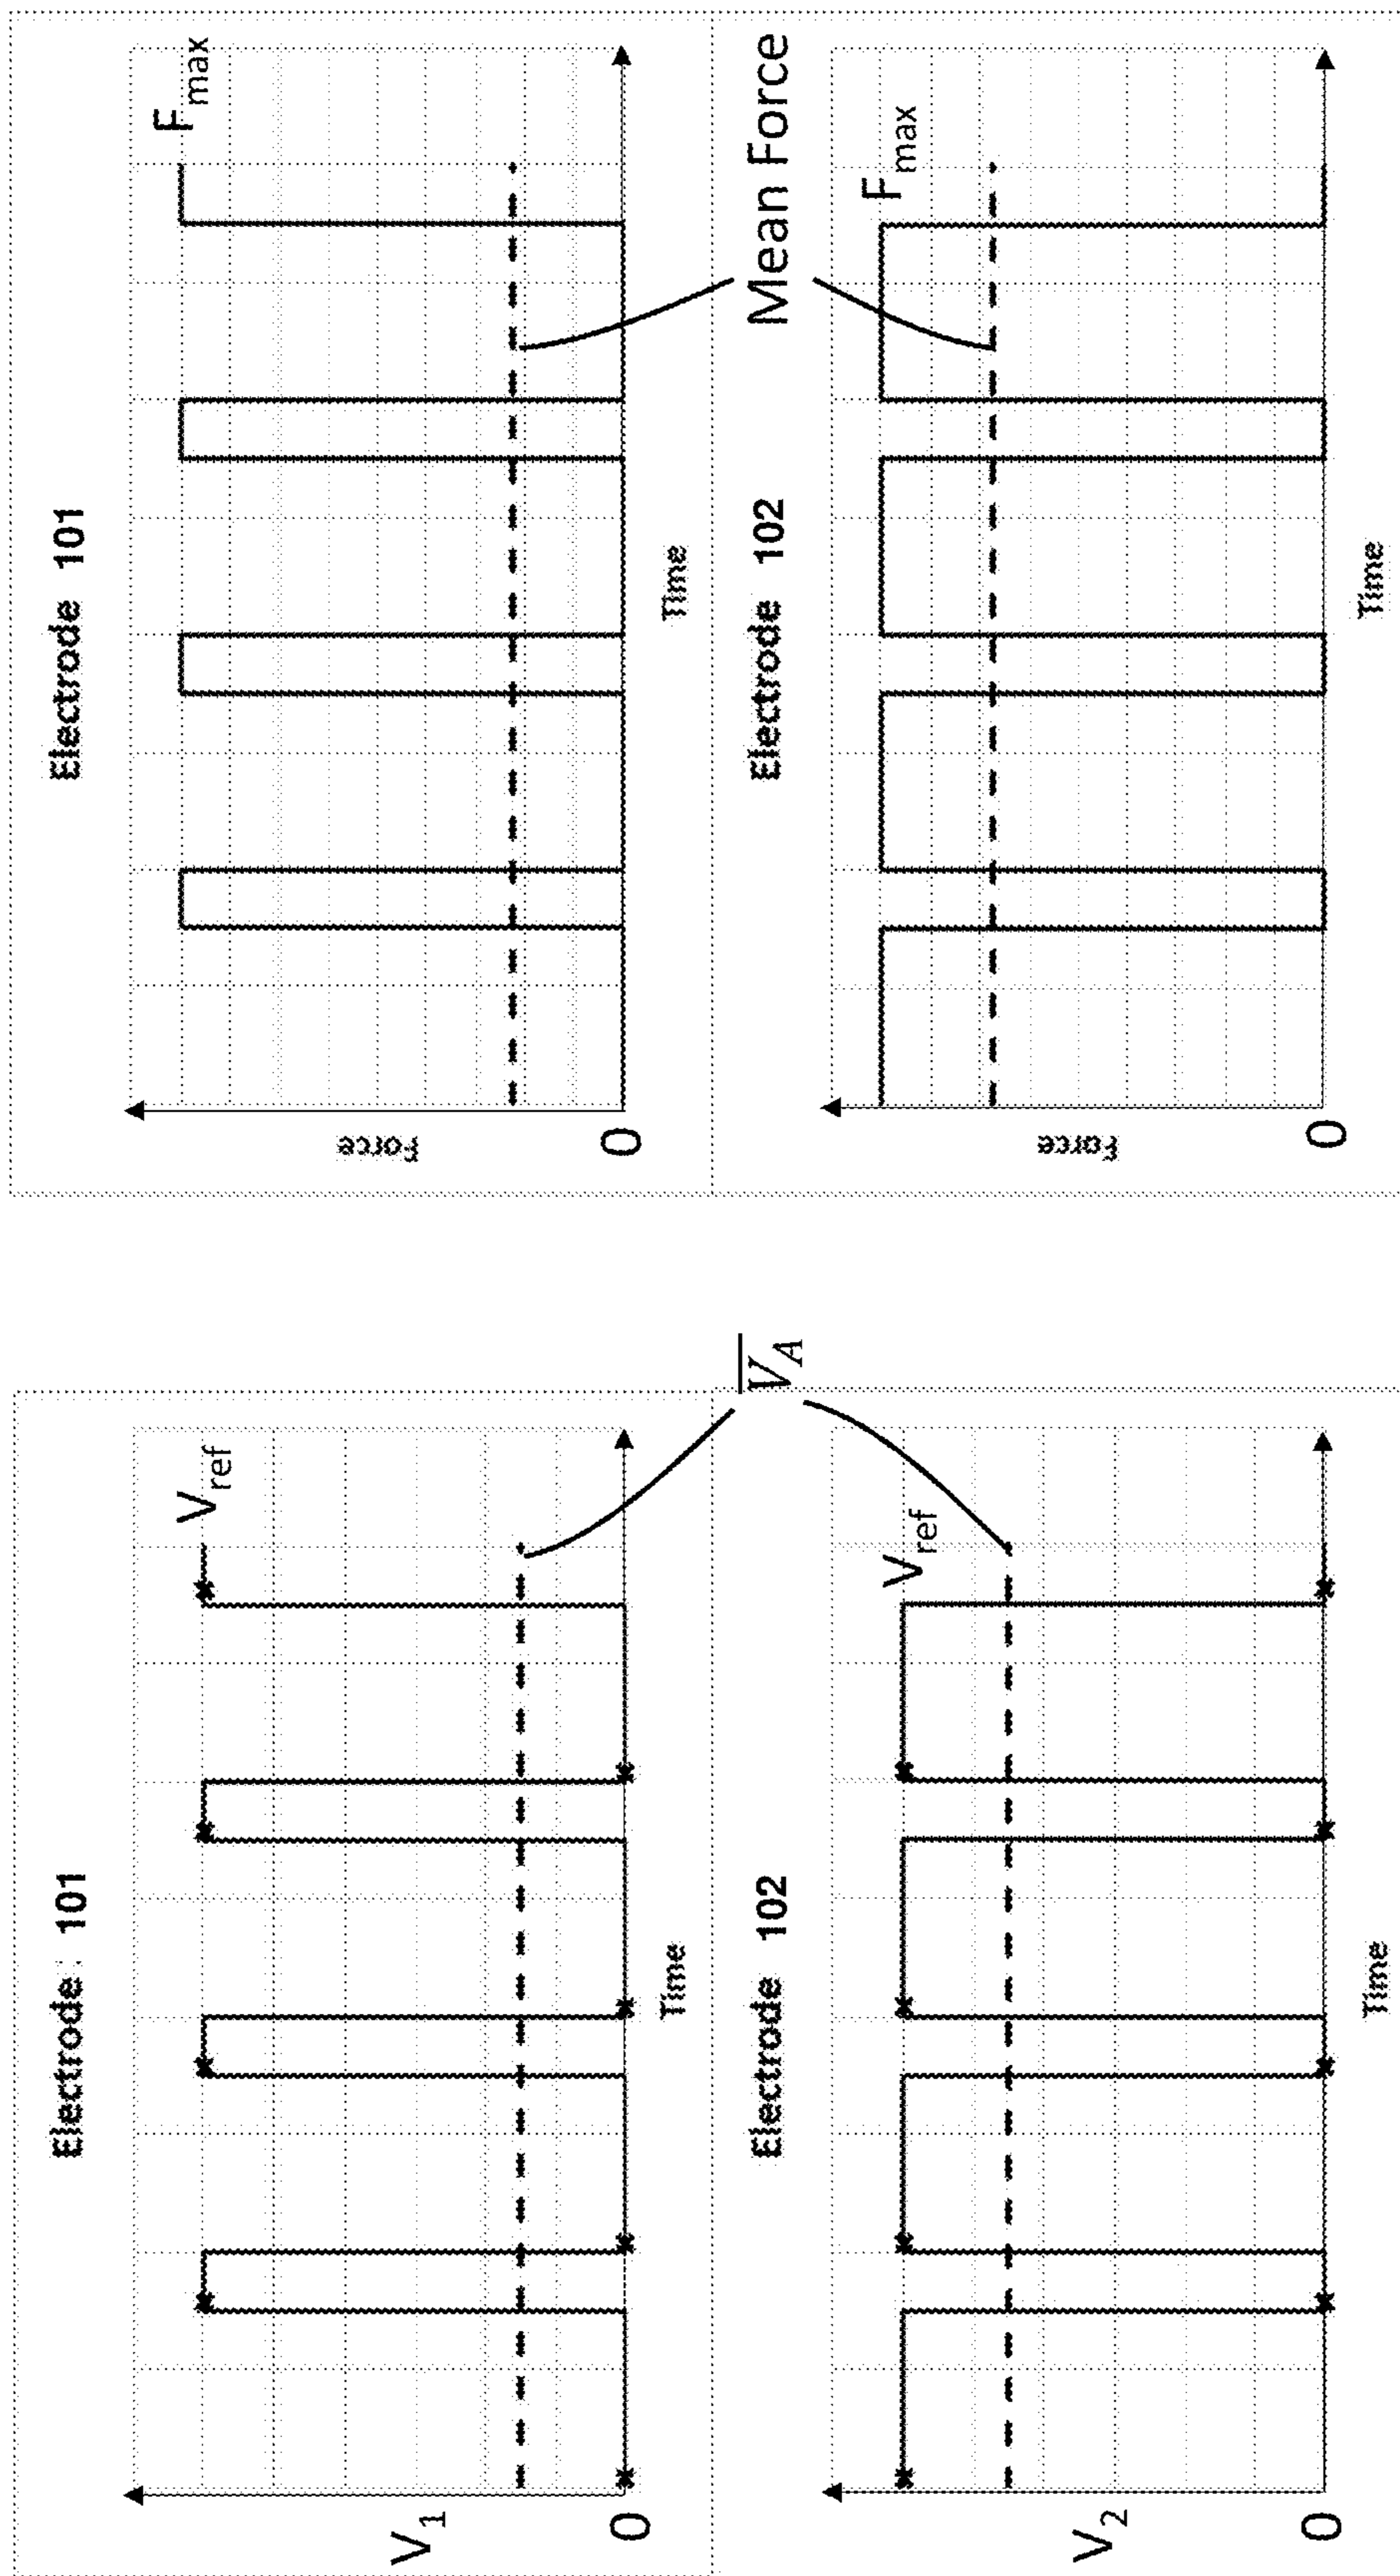 Electrode 101
V1
Vref
0
Time
V̅A̅
Electrode 102
V2
Vref
0
Time
Electrode 101
Force
Fmax
0
Time
Mean Force
Electrode 102
Force
Fmax
0
Time